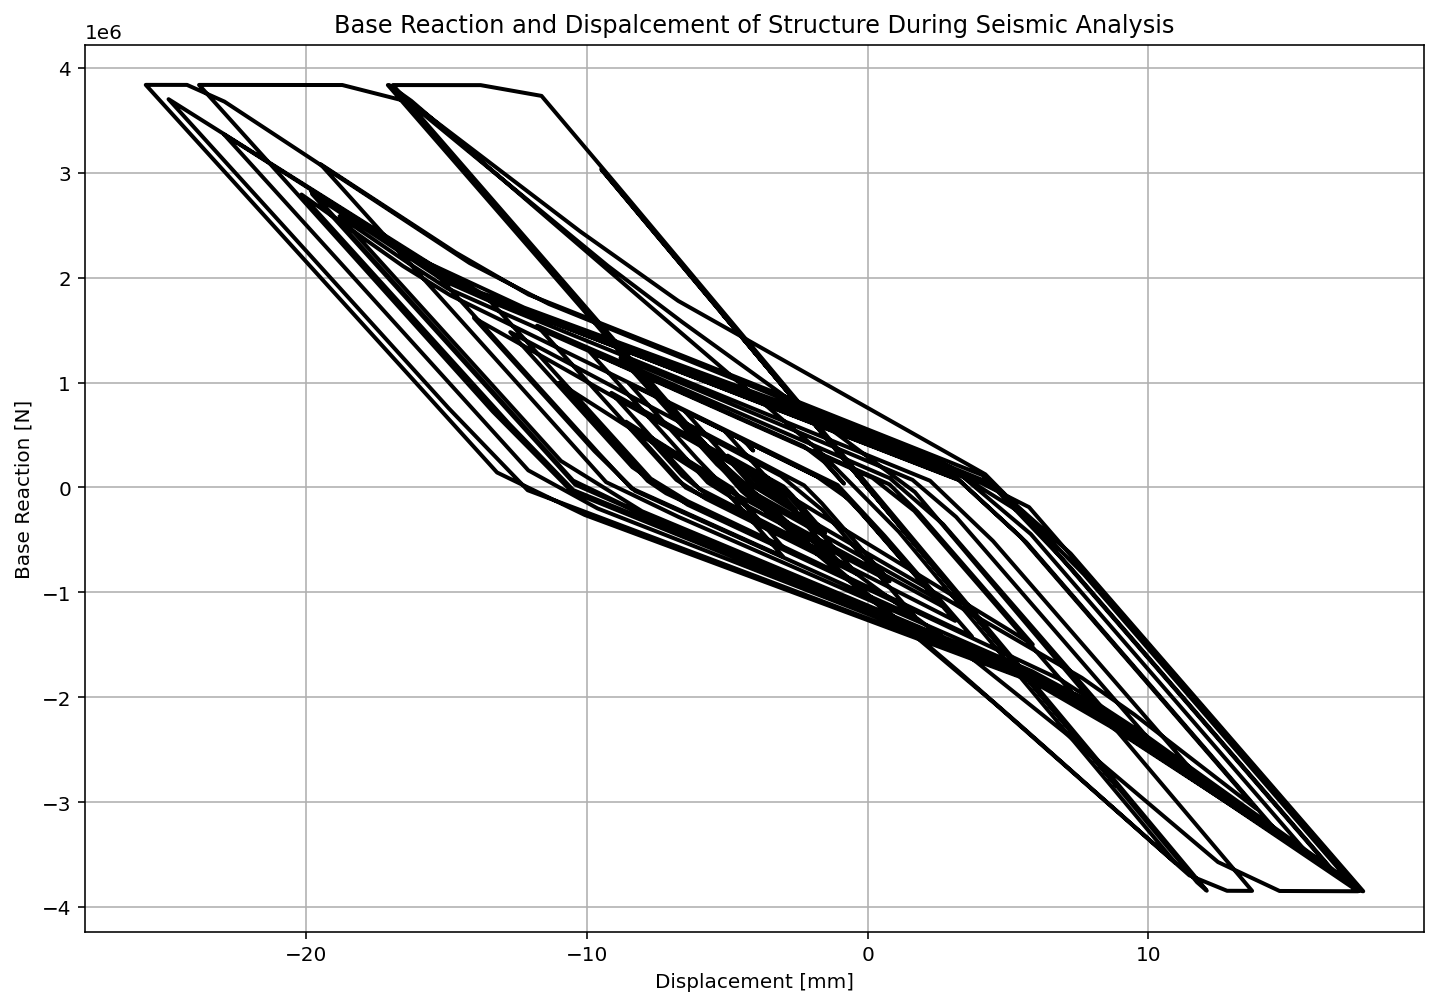 Base Reaction and Dispalcement of Structure During Seismic Analysis
1e6
4
3
2
1
0
−1
−2
−3
−4
Base Reaction [N]
−20 −10 0 10
Displacement [mm]